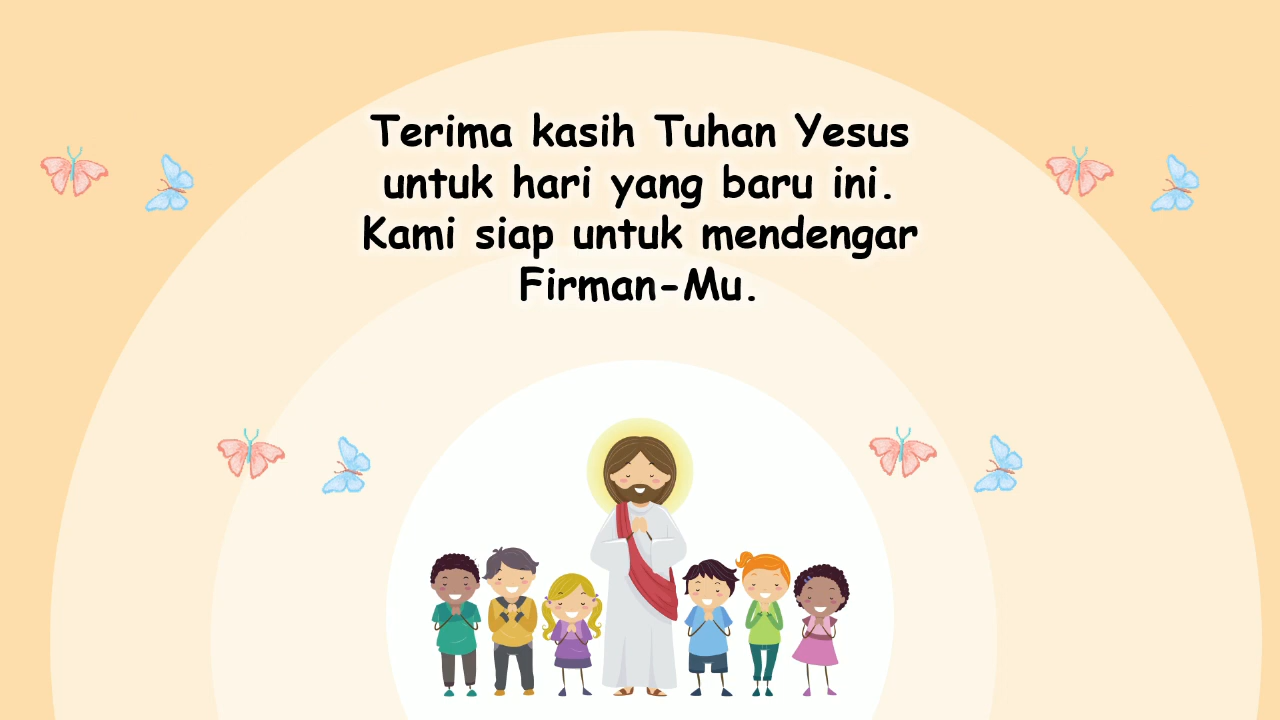 Terima kasih Tuhan Yesus
untuk hari yang baru ini.
Kami siap untuk mendengar
Firman-Mu.